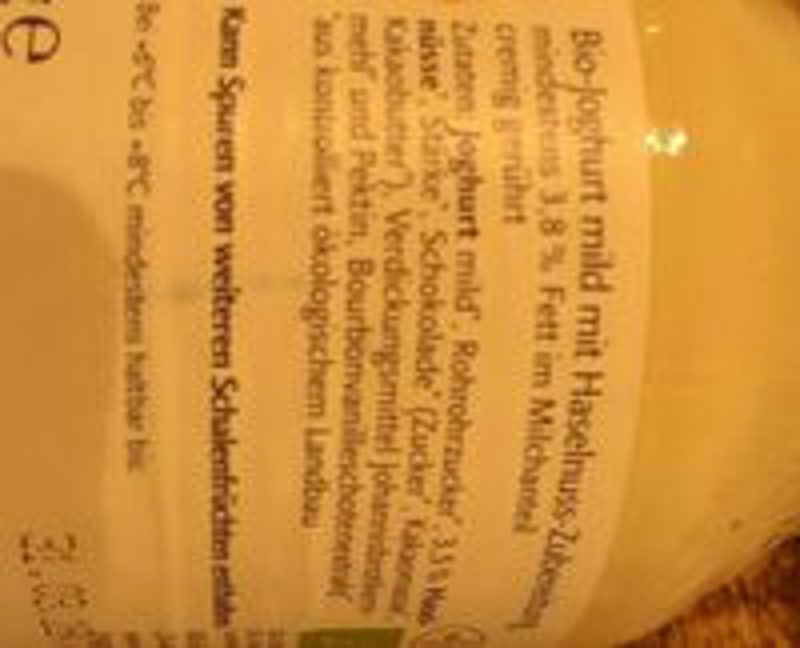 Bio-Joghurt mild mit Haselnuss-Zubereitung
mindestens 3,8 % Fett im Milchanteil
cremig gerührt
Zutaten: Joghurt mild*, Rohrohrzucker*, 3,5 % Hasel-
nüsse*, Stärke*, Schokolade* (Zucker*, Kakaomasse*,
Kakaobutter*), Verdickungsmittel Johannisbrotkern-
mehl* und Pektin, Bourbonvanilleschotenextrakt*
*aus kontrolliert ökologischem Landbau
Kann Spuren von weiteren Schalenfrüchten enthalten
Bei +6°C bis +8°C mindestens haltbar bis: